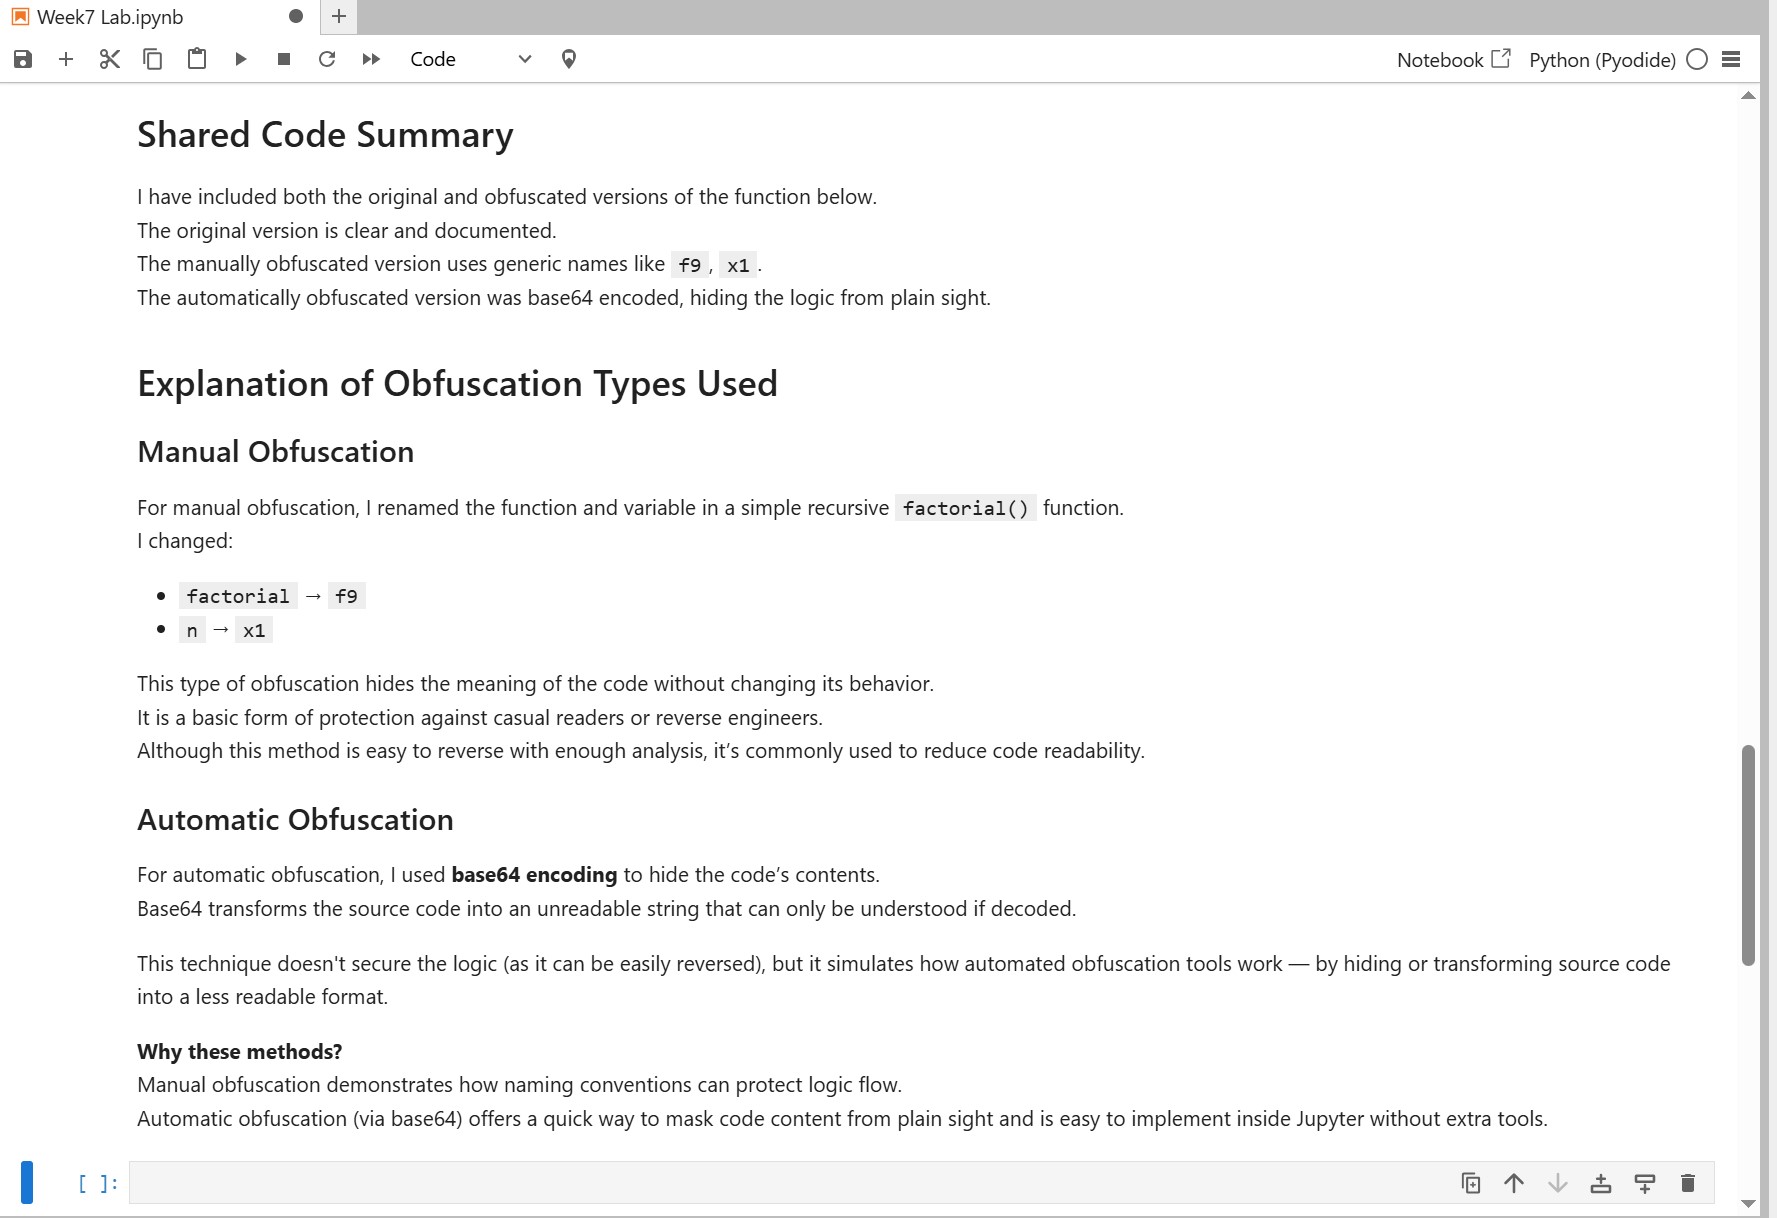 Week7 Lab.ipynb
Code
Notebook
Python (Pyodide)
Shared Code Summary
I have included both the original and obfuscated versions of the function below.
The original version is clear and documented.
The manually obfuscated version uses generic names like f9, x1.
The automatically obfuscated version was base64 encoded, hiding the logic from plain sight.
Explanation of Obfuscation Types Used
Manual Obfuscation
For manual obfuscation, I renamed the function and variable in a simple recursive factorial() function.
I changed:
• factorial → f9
• n → x1
This type of obfuscation hides the meaning of the code without changing its behavior.
It is a basic form of protection against casual readers or reverse engineers.
Although this method is easy to reverse with enough analysis, it’s commonly used to reduce code readability.
Automatic Obfuscation
For automatic obfuscation, I used base64 encoding to hide the code’s contents.
Base64 transforms the source code into an unreadable string that can only be understood if decoded.
This technique doesn't secure the logic (as it can be easily reversed), but it simulates how automated obfuscation tools work — by hiding or transforming source code
into a less readable format.
Why these methods?
Manual obfuscation demonstrates how naming conventions can protect logic flow.
Automatic obfuscation (via base64) offers a quick way to mask code content from plain sight and is easy to implement inside Jupyter without extra tools.
[ ]: